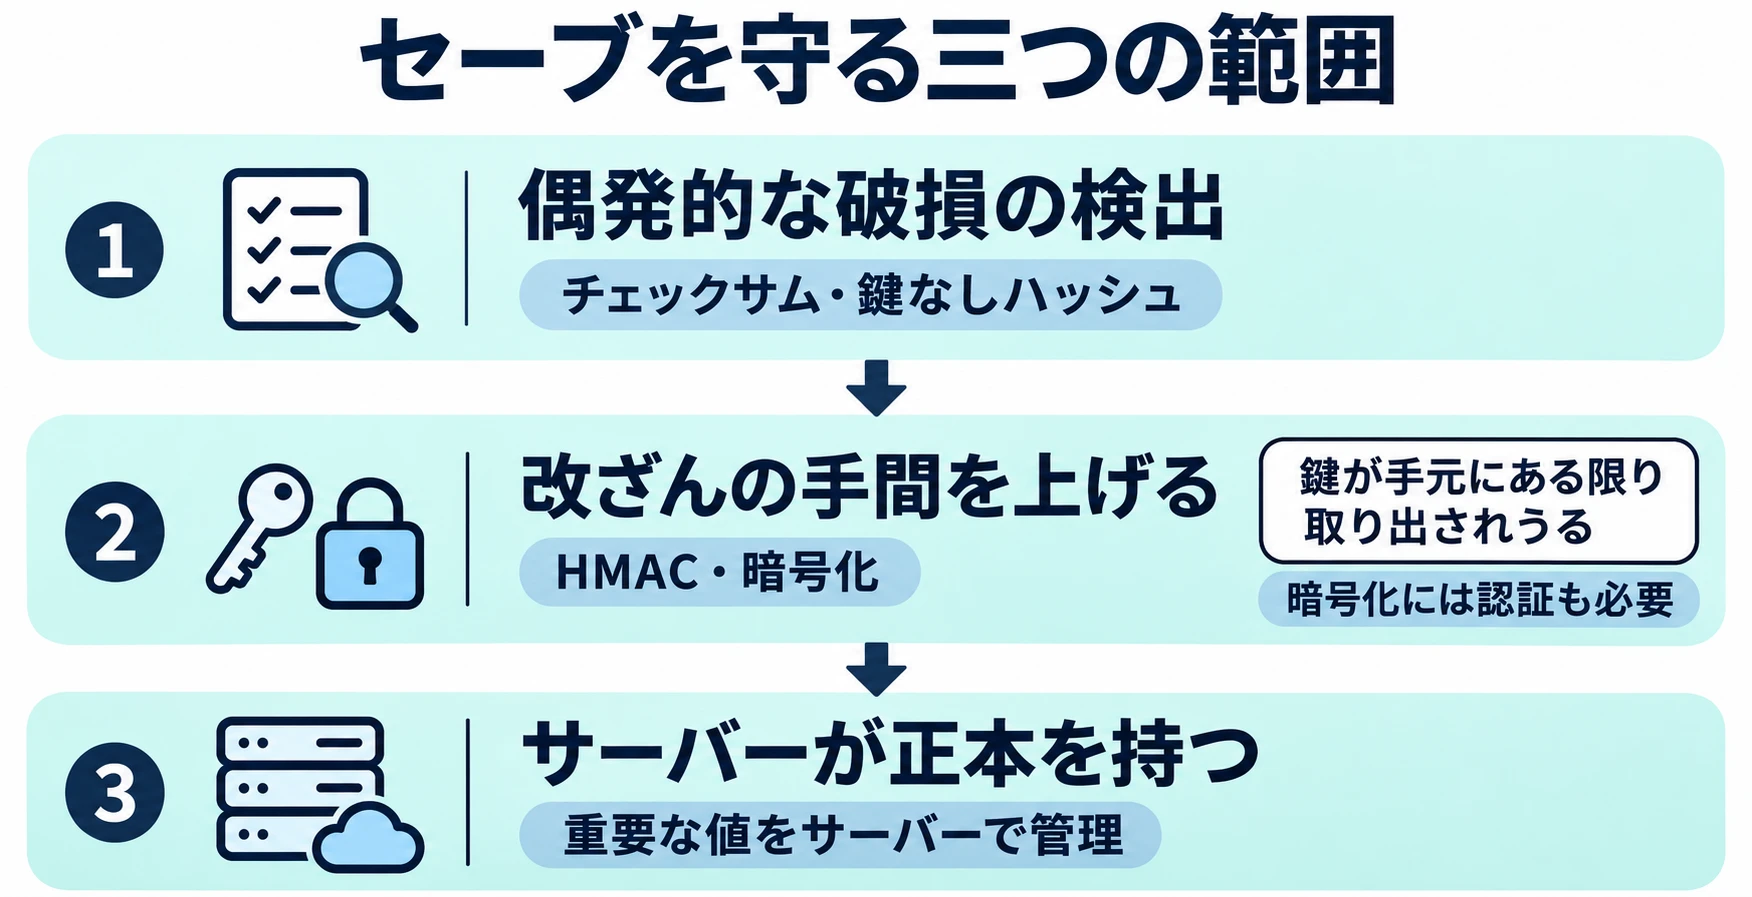 セーブを守る三つの範囲
1
偶発的な破損の検出
チェックサム・鍵なしハッシュ
2
改ざんの手間を上げる
HMAC・暗号化
鍵が手元にある限り
取り出されうる
暗号化には認証も必要
3
サーバーが正本を持つ
重要な値をサーバーで管理